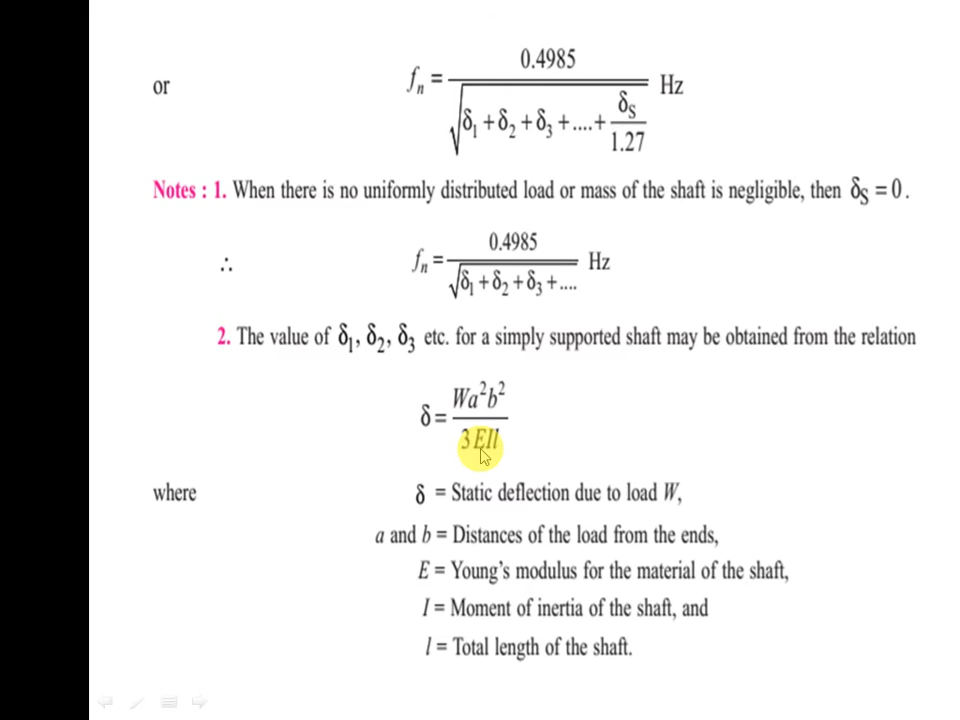 or fₙ = 0.4985 / √(δ₁ + δ₂ + δ₃ + .... + δS / 1.27) Hz
Notes : 1. When there is no uniformly distributed load or mass of the shaft is negligible, then δS = 0 .
∴ fₙ = 0.4985 / √(δ₁ + δ₂ + δ₃ + ....) Hz
2. The value of δ₁, δ₂, δ₃ etc. for a simply supported shaft may be obtained from the relation
δ = Wa²b² / 3 EIl
where δ = Static deflection due to load W,
a and b = Distances of the load from the ends,
E = Young's modulus for the material of the shaft,
I = Moment of inertia of the shaft, and
l = Total length of the shaft.